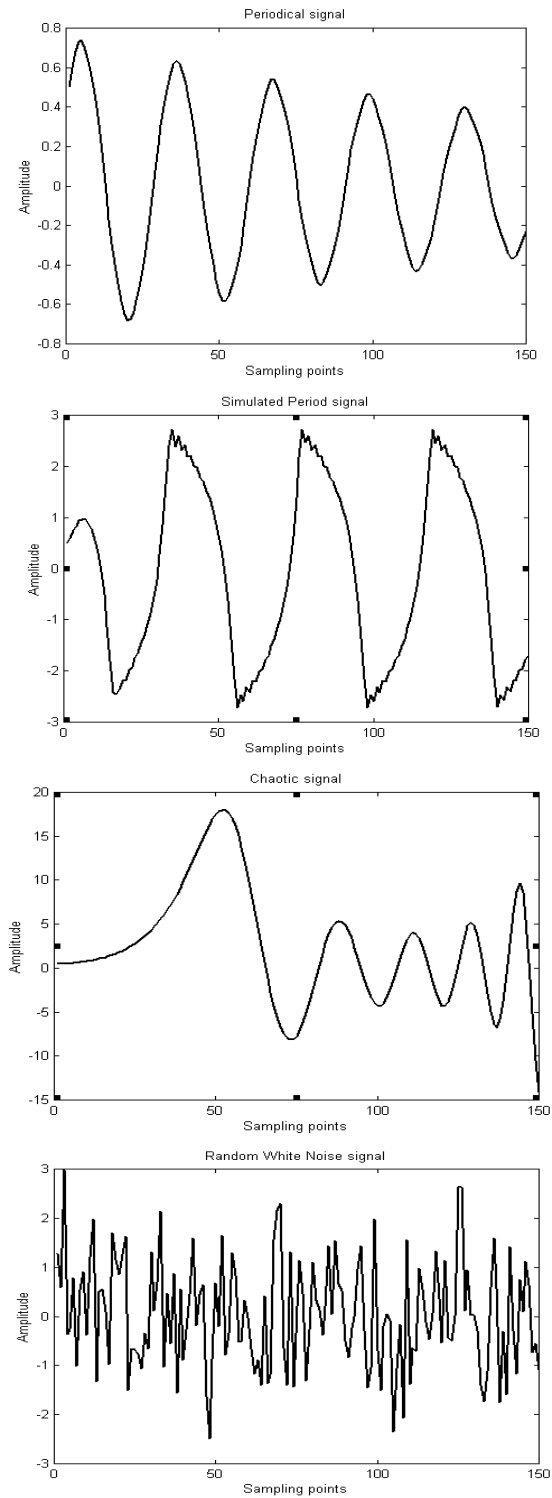 Periodical signal
0.8
0.6
0.4
0.2
0
-0.2
-0.4
-0.6
-0.8
Amplitude
0 50 100 150
Sampling points
Simulated Period signal
3
2
1
0
-1
-2
-3
Amplitude
0 50 100 150
Sampling points
Chaotic signal
20
15
10
5
0
-5
-10
-15
Amplitude
0 50 100 150
Sampling points
Random White Noise signal
3
2
1
0
-1
-2
-3
Amplitude
0 50 100 150
Sampling points